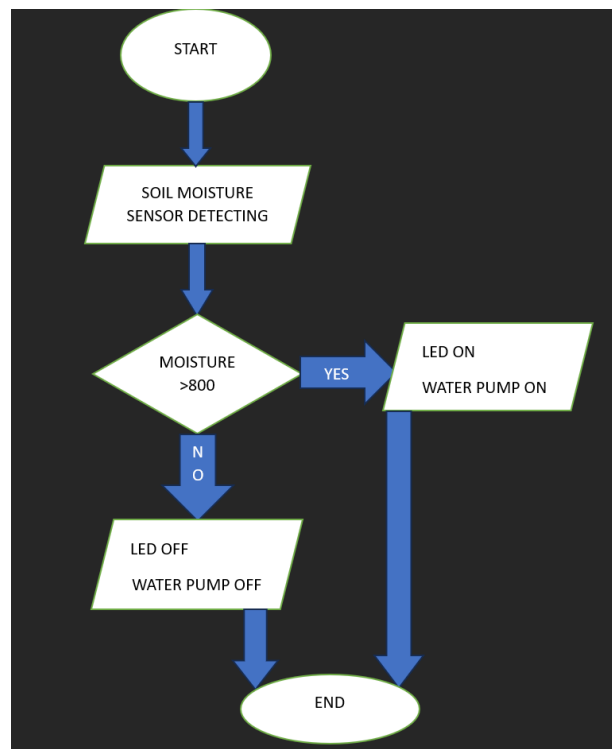 START
SOIL MOISTURE
SENSOR DETECTING
MOISTURE
>800
YES
LED ON
WATER PUMP ON
N
O
LED OFF
WATER PUMP OFF
END